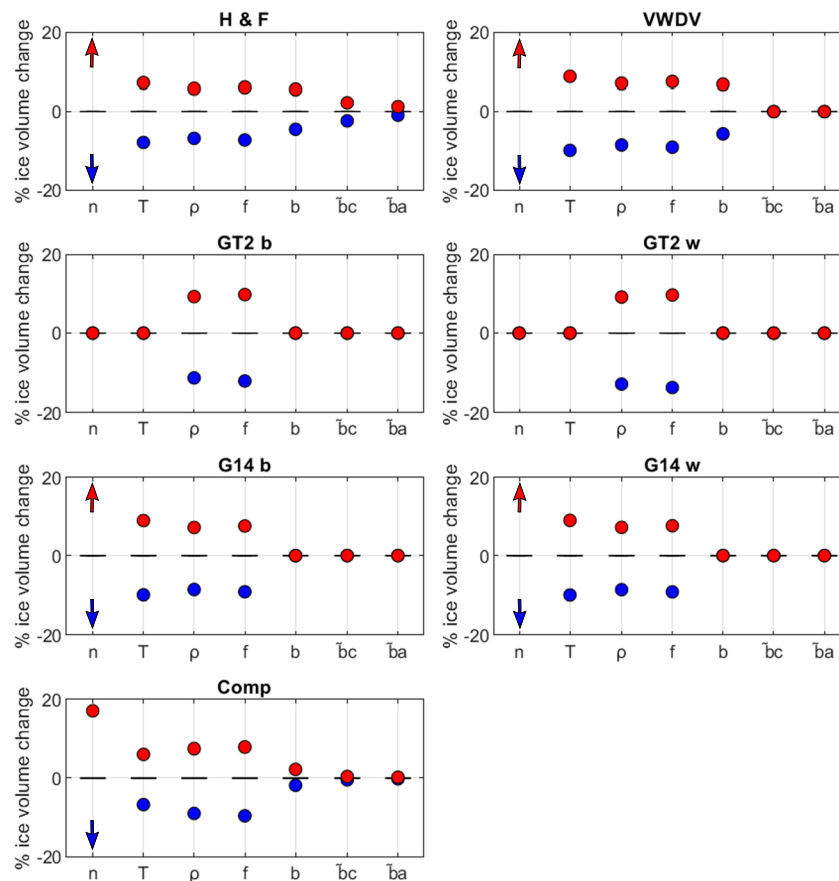 H & F
% ice volume change
20
0
-20
n T ρ f b b̃c b̃a
VWDV
% ice volume change
20
0
-20
n T ρ f b b̃c b̃a
GT2 b
% ice volume change
20
0
-20
n T ρ f b b̃c b̃a
GT2 w
% ice volume change
20
0
-20
n T ρ f b b̃c b̃a
G14 b
% ice volume change
20
0
-20
n T ρ f b b̃c b̃a
G14 w
% ice volume change
20
0
-20
n T ρ f b b̃c b̃a
Comp
% ice volume change
20
0
-20
n T ρ f b b̃c b̃a